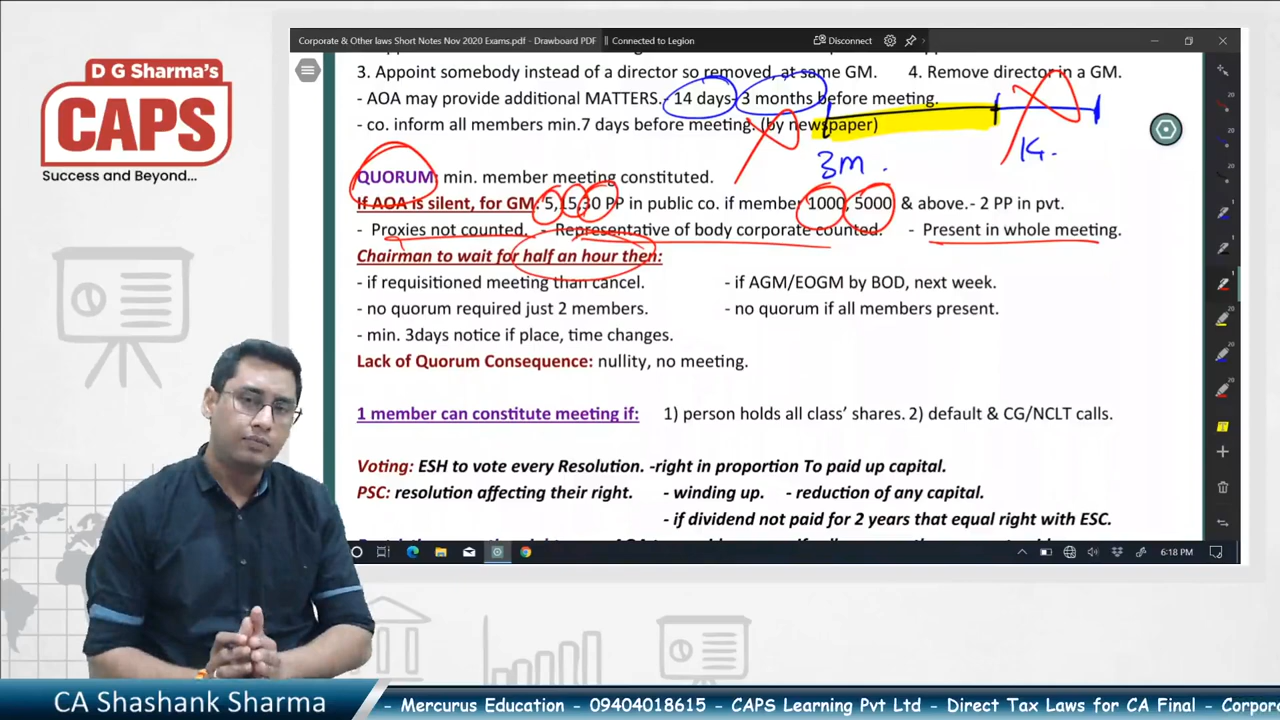 D G Sharma's
CAPS
Success and Beyond...
Corporate & Other laws Short Notes Nov 2020 Exams.pdf - Drawboard PDF
Connected to Legion
Disconnect
3. Appoint somebody instead of a director so removed, at same GM. 4. Remove director in a GM.
- AOA may provide additional MATTERS.- 14 days- 3 months before meeting.
- co. inform all members min.7 days before meeting. (by newspaper)
3m
14.
QUORUM: min. member meeting constituted.
If AOA is silent, for GM. 5,15,30 PP in public co. if member 1000, 5000 & above.- 2 PP in pvt.
- Proxies not counted. - Representative of body corporate counted. - Present in whole meeting.
Chairman to wait for half an hour then:
- if requisitioned meeting than cancel. - if AGM/EOGM by BOD, next week.
- no quorum required just 2 members. - no quorum if all members present.
- min. 3days notice if place, time changes.
Lack of Quorum Consequence: nullity, no meeting.
1 member can constitute meeting if: 1) person holds all class' shares. 2) default & CG/NCLT calls.
Voting: ESH to vote every Resolution. -right in proportion To paid up capital.
PSC: resolution affecting their right. - winding up. - reduction of any capital.
- if dividend not paid for 2 years that equal right with ESC.
6:18 PM
CA Shashank Sharma
- Mercurus Education - 09404018615 - CAPS Learning Pvt Ltd - Direct Tax Laws for CA Final - Corpor